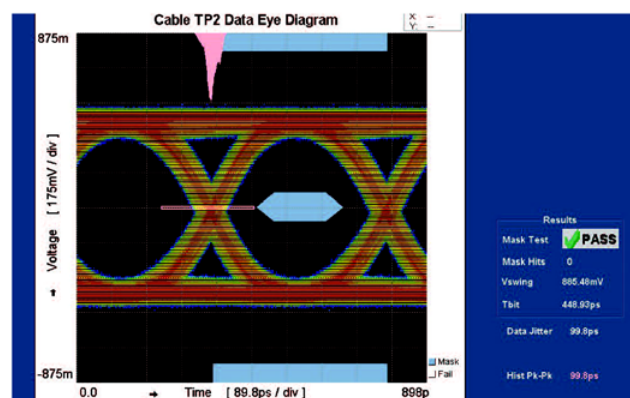 Cable TP2 Data Eye Diagram
X: --
Y: --
875m
Voltage [ 175mV / div ]
-875m
0.0
Time [ 89.8ps / div ]
898p
Mask
Fail
Results
Mask Test
PASS
Mask Hits 0
Vswing 885.48mV
Tbit 448.93ps
Data Jitter 99.8ps
Hist Pk-Pk 99.8ps